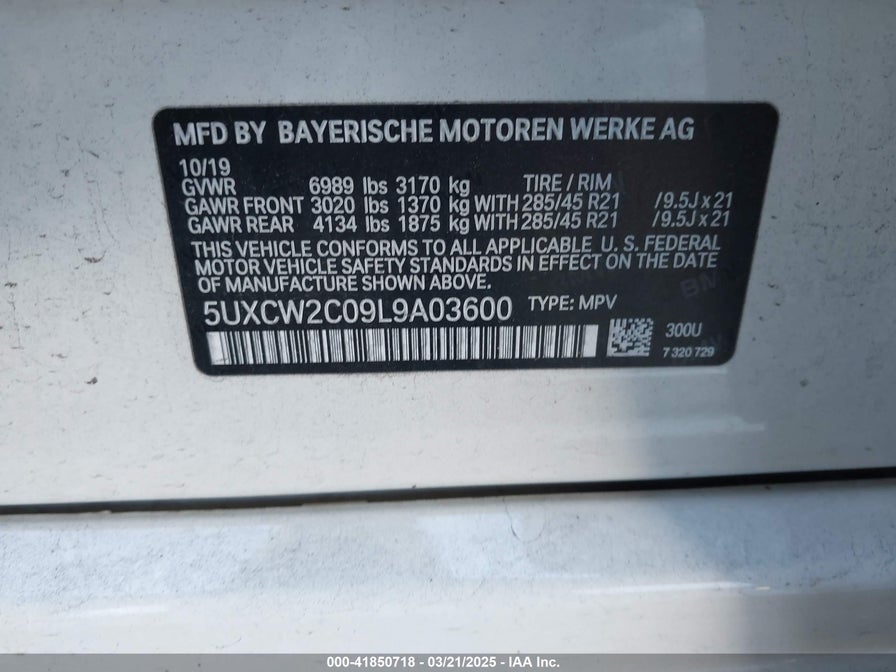 MFD BY BAYERISCHE MOTOREN WERKE AG
10/19
GVWR 6989 lbs 3170 kg TIRE / RIM
GAWR FRONT 3020 lbs 1370 kg WITH 285/45 R21 /9.5J x 21
GAWR REAR 4134 lbs 1875 kg WITH 285/45 R21 /9.5J x 21
THIS VEHICLE CONFORMS TO ALL APPLICABLE U. S. FEDERAL
MOTOR VEHICLE SAFETY STANDARDS IN EFFECT ON THE DATE
OF MANUFACTURE SHOWN ABOVE.
5UXCW2C09L9A03600 TYPE: MPV
300U
7 320 729
000-41850718 - 03/21/2025 - IAA Inc.